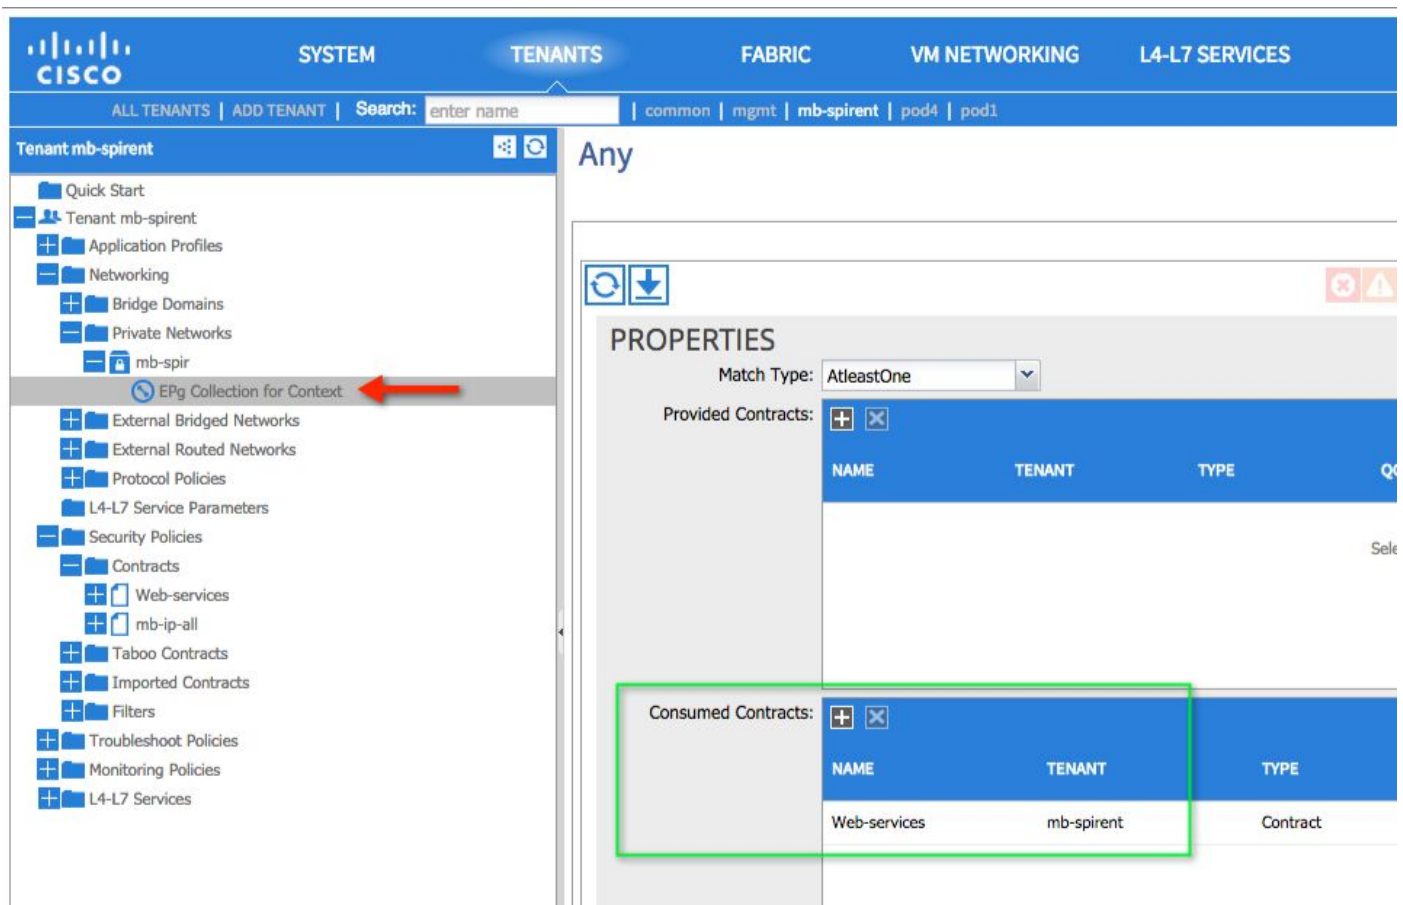 CISCO
SYSTEM TENANTS FABRIC VM NETWORKING L4-L7 SERVICES
ALL TENANTS | ADD TENANT | Search: enter name | common | mgmt | mb-spirent | pod4 | pod1
Tenant mb-spirent
Quick Start
Tenant mb-spirent
Application Profiles
Networking
Bridge Domains
Private Networks
mb-spir
EPg Collection for Context
External Bridged Networks
External Routed Networks
Protocol Policies
L4-L7 Service Parameters
Security Policies
Contracts
Web-services
mb-ip-all
Taboo Contracts
Imported Contracts
Filters
Troubleshoot Policies
Monitoring Policies
L4-L7 Services
Any
PROPERTIES
Match Type: AtleastOne
Provided Contracts:
NAME TENANT TYPE
Consumed Contracts:
NAME TENANT TYPE
Web-services mb-spirent Contract